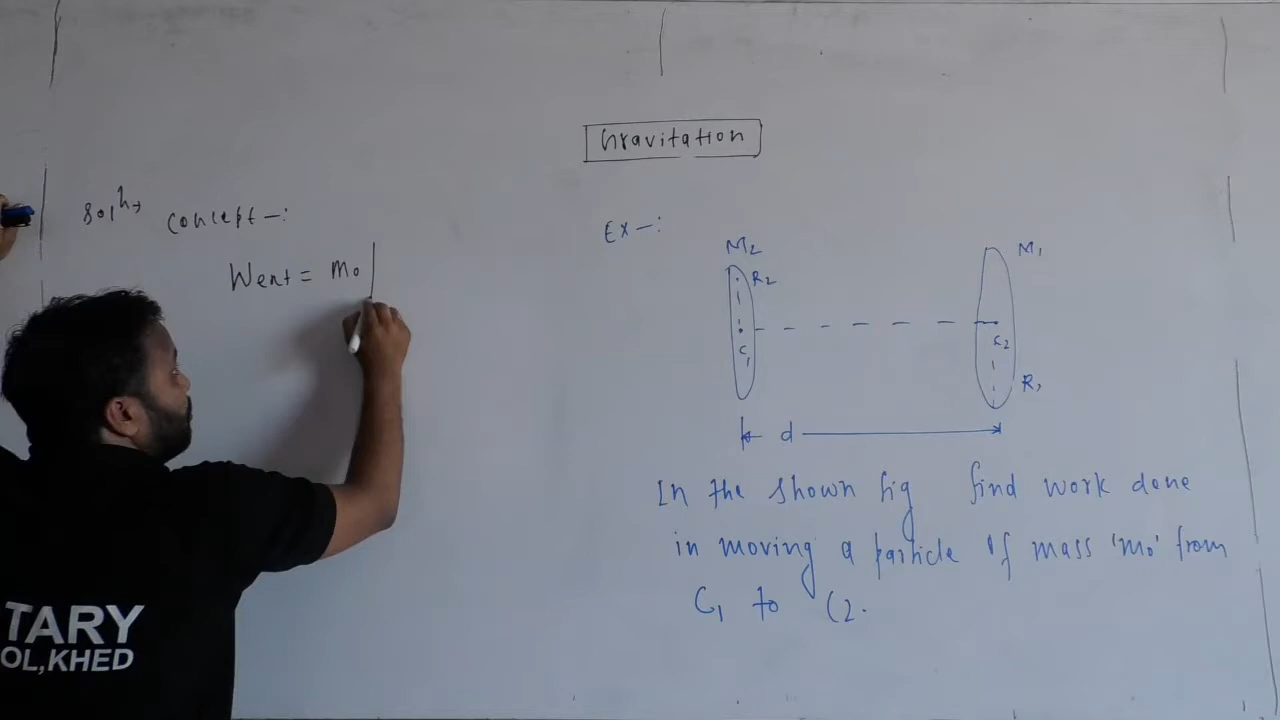 Gravitation
Solⁿ→ Concept -:
Went = m₀ |
Ex -:
M₂
R₂
C₁
M₁
C₂
R₁
d
In the shown fig find work done
in moving a particle of mass 'm₀' from
C₁ to C2.
TARY
OL,KHED